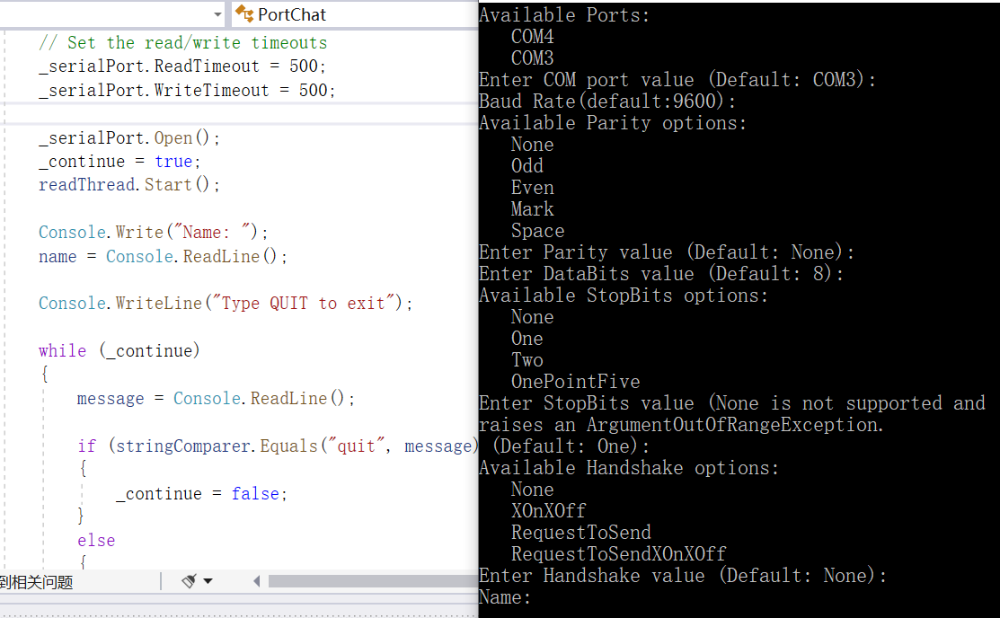 PortChat
// Set the read/write timeouts
_serialPort.ReadTimeout = 500;
_serialPort.WriteTimeout = 500;
_serialPort.Open();
_continue = true;
readThread.Start();
Console.Write("Name: ");
name = Console.ReadLine();
Console.WriteLine("Type QUIT to exit");
while (_continue)
{
message = Console.ReadLine();
if (stringComparer.Equals("quit", message)
{
_continue = false;
}
else
{
到相关问题
Available Ports:
COM4
COM3
Enter COM port value (Default: COM3):
Baud Rate(default:9600):
Available Parity options:
None
Odd
Even
Mark
Space
Enter Parity value (Default: None):
Enter DataBits value (Default: 8):
Available StopBits options:
None
One
Two
OnePointFive
Enter StopBits value (None is not supported and
raises an ArgumentOutOfRangeException.
(Default: One):
Available Handshake options:
None
XOnXOff
RequestToSend
RequestToSendXOnXOff
Enter Handshake value (Default: None):
Name: